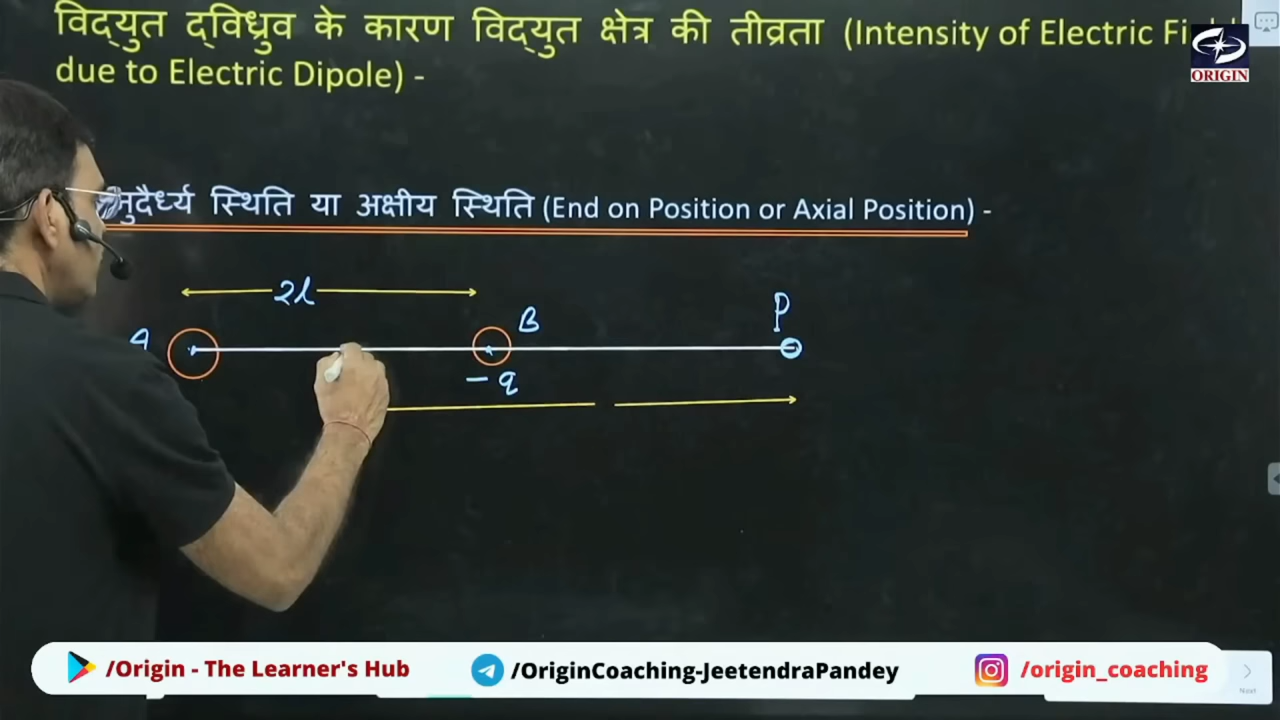 विद्युत द्विध्रुव के कारण विद्युत क्षेत्र की तीव्रता (Intensity of Electric
due to Electric Dipole) -
ORIGIN
स्थिति या अक्षीय स्थिति (End on Position or Axial Position) -
2l
B
P
A
- q
/Origin - The Learner's Hub
/OriginCoaching-JeetendraPandey
/origin_coaching
Next